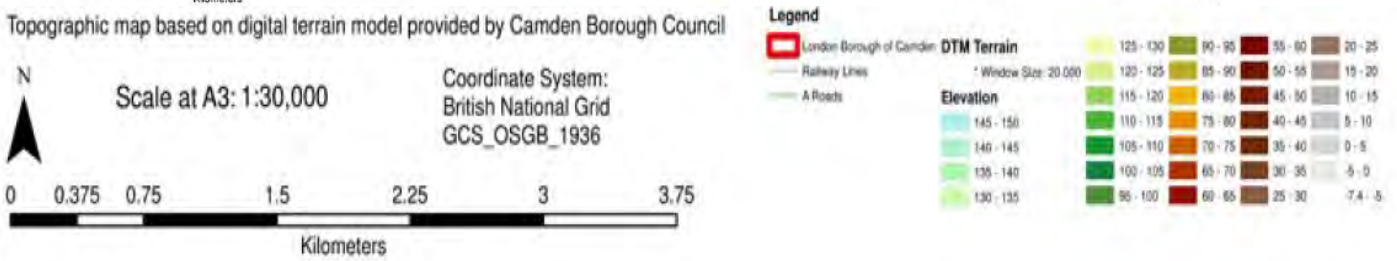 Kilometers
Topographic map based on digital terrain model provided by Camden Borough Council
N
Scale at A3: 1:30,000
Coordinate System:
British National Grid
GCS_OSGB_1936
0 0.375 0.75 1.5 2.25 3 3.75
Kilometers
Legend
London Borough of Camden
Railway Lines
A Roads
DTM Terrain
* Window Size: 20.000
Elevation
145 - 150
140 - 145
135 - 140
130 - 135
125 - 130
120 - 125
115 - 120
110 - 115
105 - 110
100 - 105
95 - 100
90 - 95
85 - 90
80 - 85
75 - 80
70 - 75
65 - 70
60 - 65
55 - 60
50 - 55
45 - 50
40 - 45
35 - 40
30 - 35
25 - 30
20 - 25
15 - 20
10 - 15
5 - 10
0 - 5
-5 - 0
-7.4 - -5